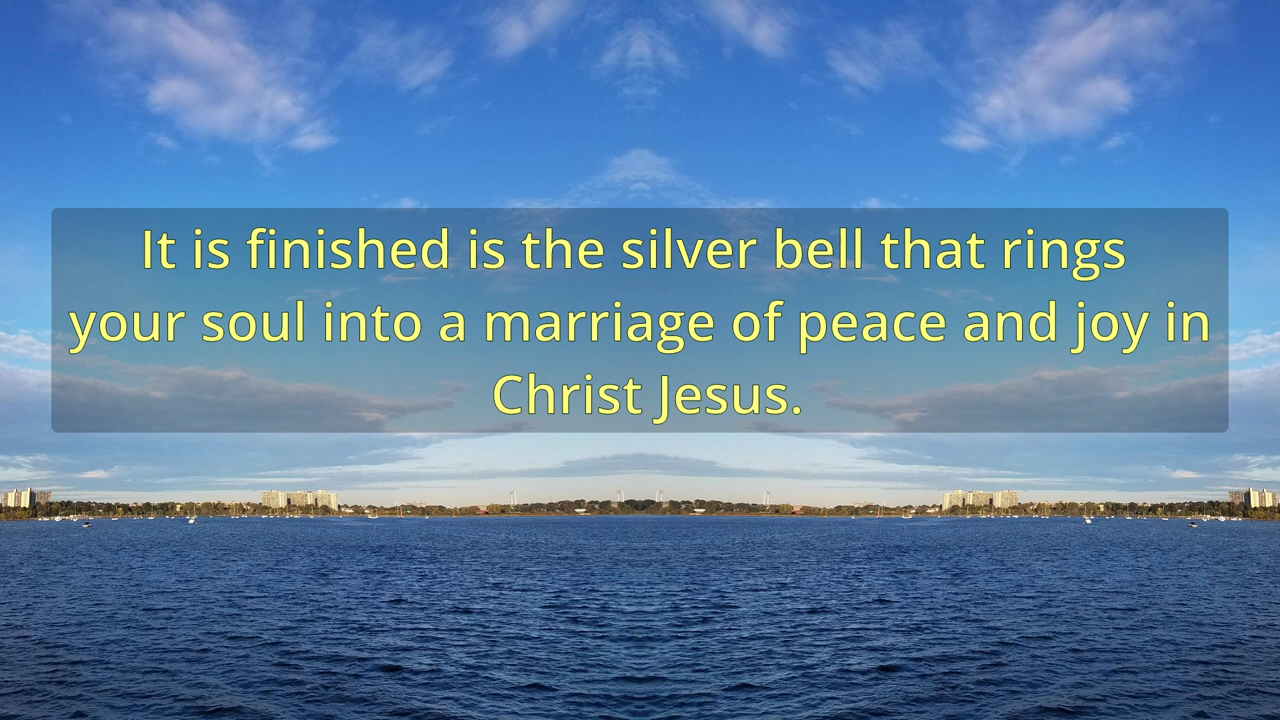 It is finished is the silver bell that rings
your soul into a marriage of peace and joy in
Christ Jesus.